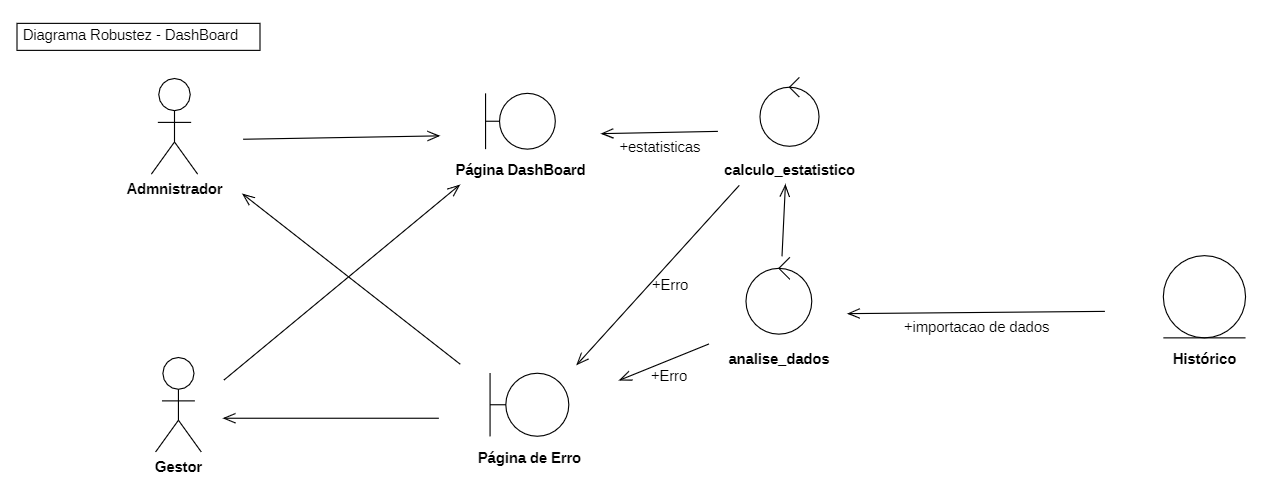 Diagrama Robustez - DashBoard
Admnistrador
Página DashBoard
+estatisticas
calculo_estatistico
+Erro
analise_dados
+importacao de dados
Histórico
+Erro
Página de Erro
Gestor